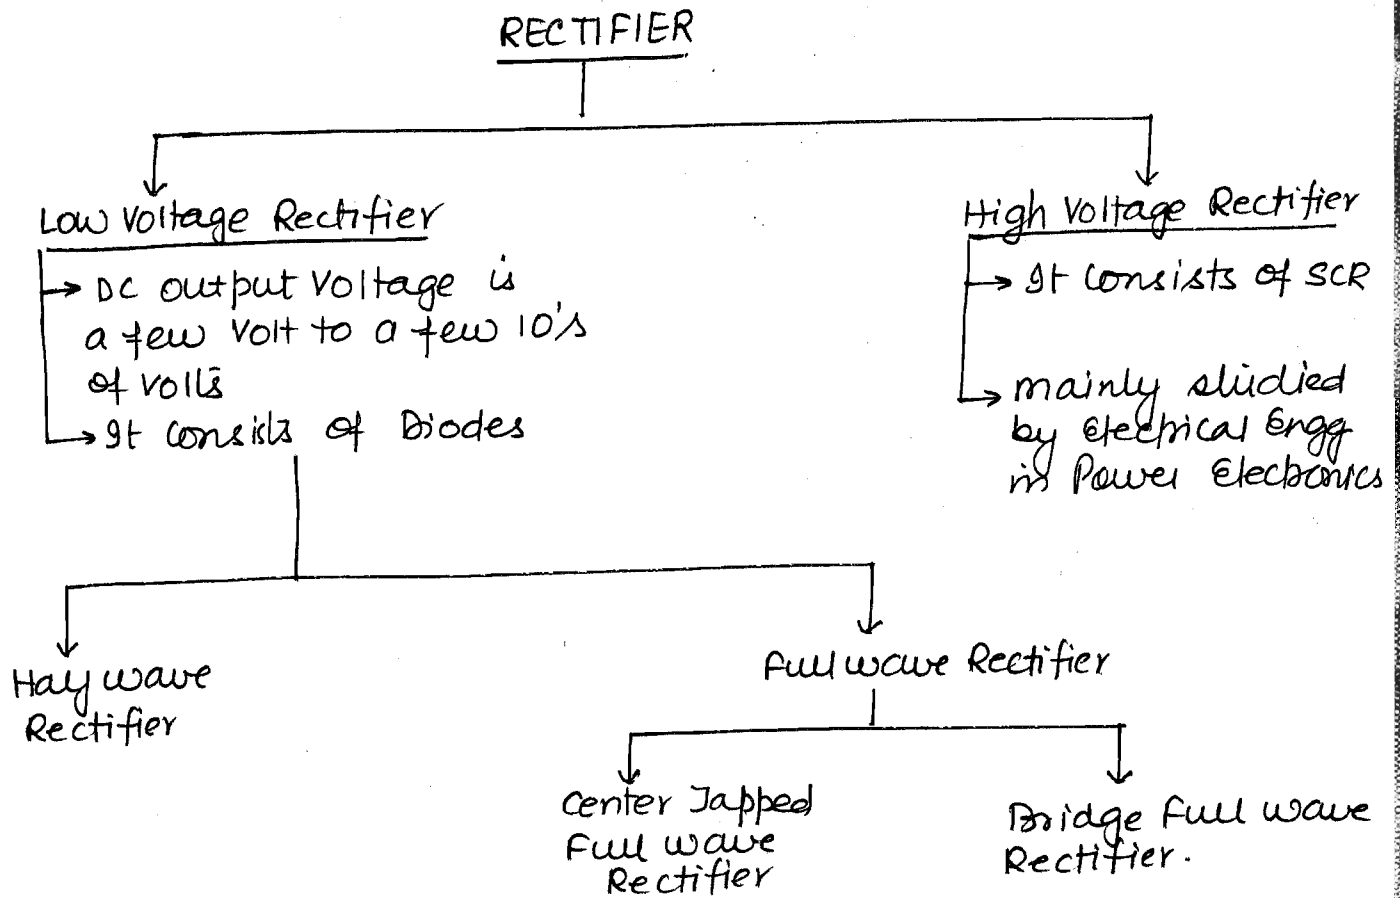 RECTIFIER
Low Voltage Rectifier
DC output Voltage is
a few Volt to a few 10's
of volts
It consists of Diodes
High Voltage Rectifier
It consists of SCR
mainly studied
by Electrical Engg
in Power Electronics
Half wave
Rectifier
Full wave Rectifier
Center Tapped
Full wave
Rectifier
Bridge Full wave
Rectifier.